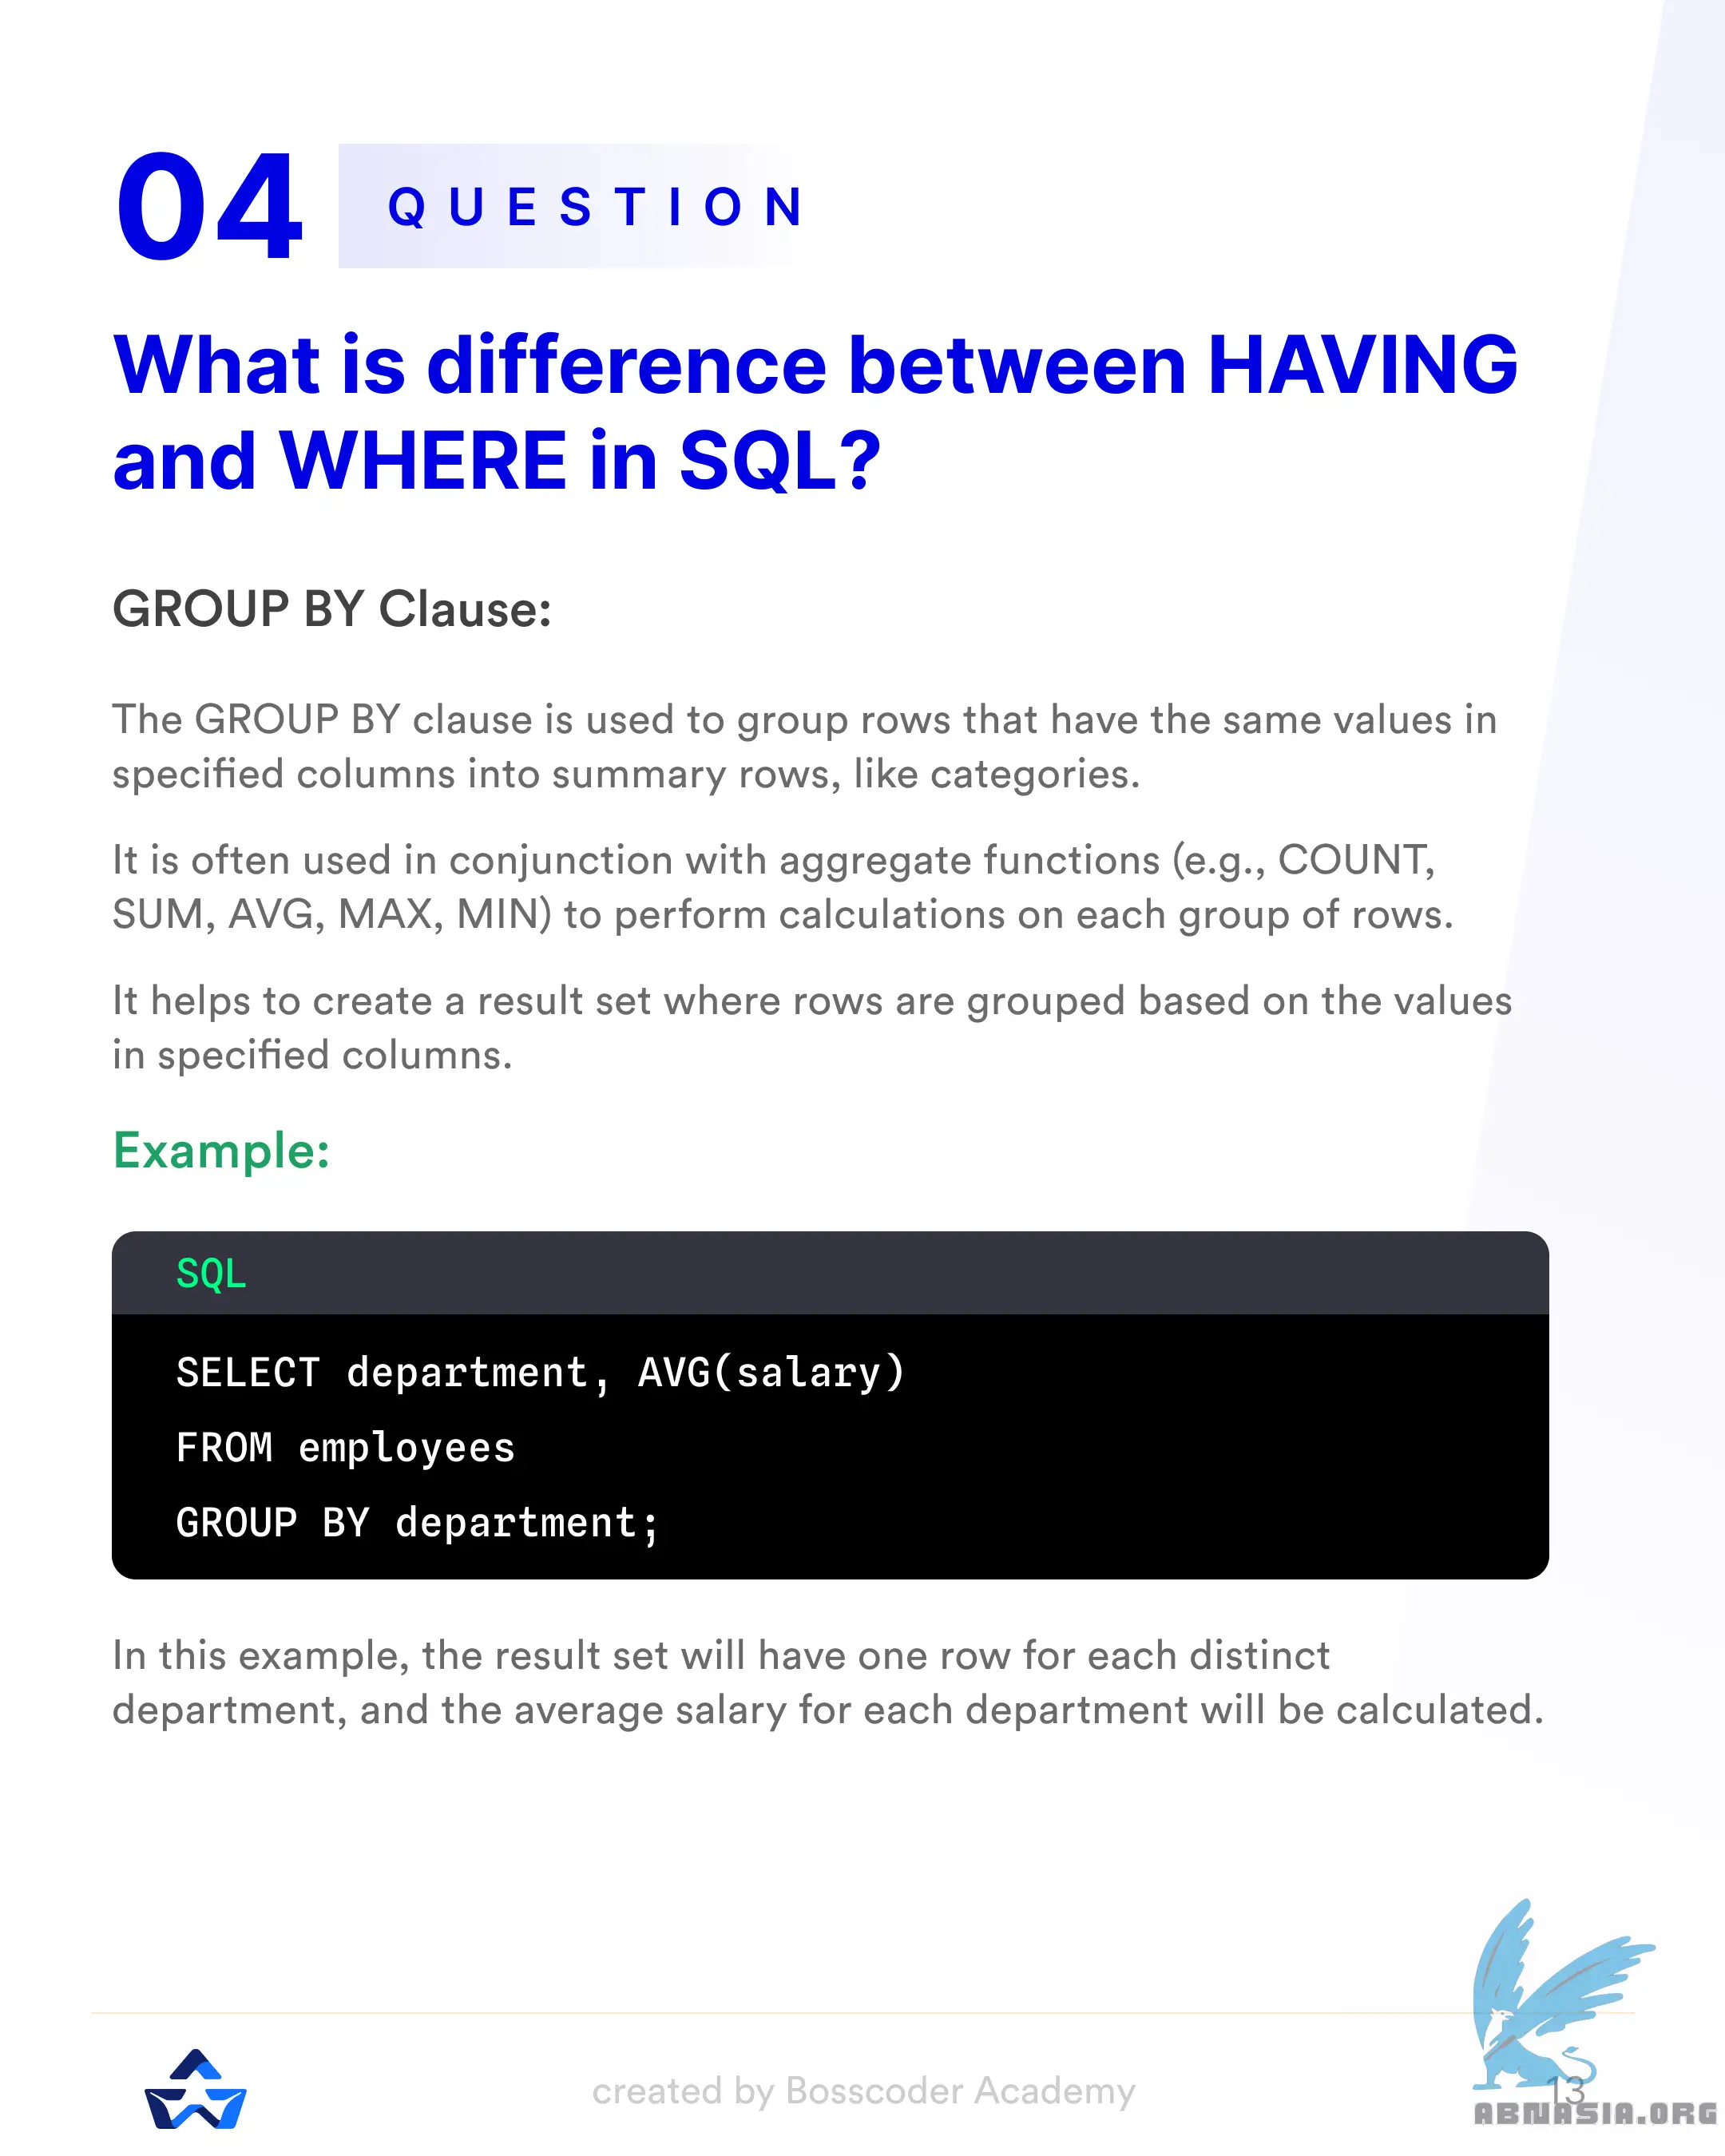 04 QUESTION
What is difference between HAVING
and WHERE in SQL?
GROUP BY Clause:
The GROUP BY clause is used to group rows that have the same values in
specified columns into summary rows, like categories.
It is often used in conjunction with aggregate functions (e.g., COUNT,
SUM, AVG, MAX, MIN) to perform calculations on each group of rows.
It helps to create a result set where rows are grouped based on the values
in specified columns.
Example:
SQL
SELECT department, AVG(salary)
FROM employees
GROUP BY department;
In this example, the result set will have one row for each distinct
department, and the average salary for each department will be calculated.
created by Bosscoder Academy
13
ABNASIA.ORG